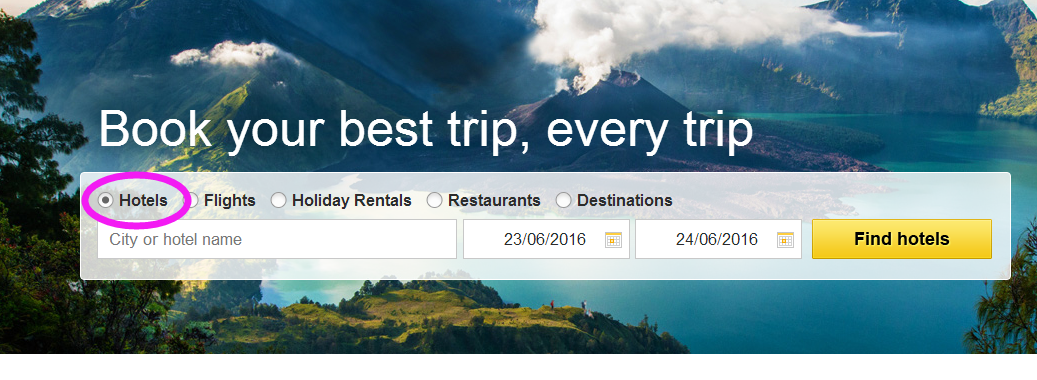 Book your best trip, every trip
Hotels Flights Holiday Rentals Restaurants Destinations
City or hotel name 23/06/2016 24/06/2016 Find hotels